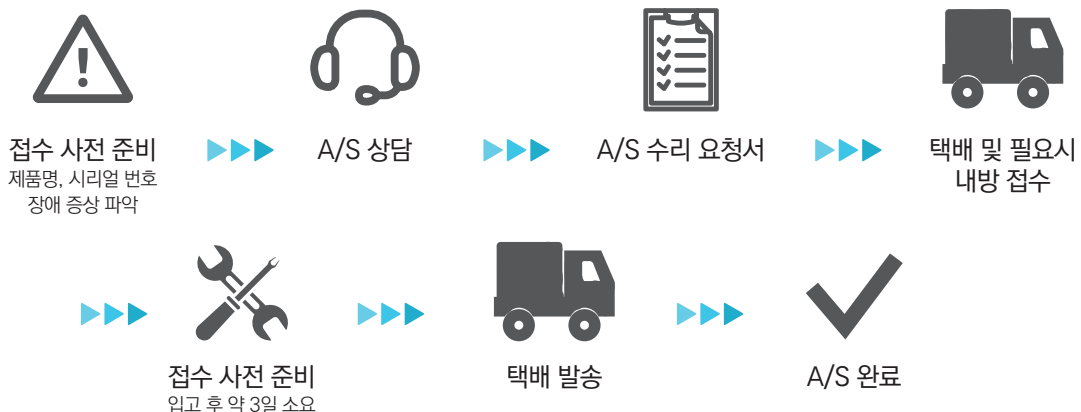 접수 사전 준비
제품명, 시리얼 번호
장애 증상 파악
A/S 상담
A/S 수리 요청서
택배 및 필요시
내방 접수
접수 사전 준비
입고 후 약 3일 소요
택배 발송
A/S 완료